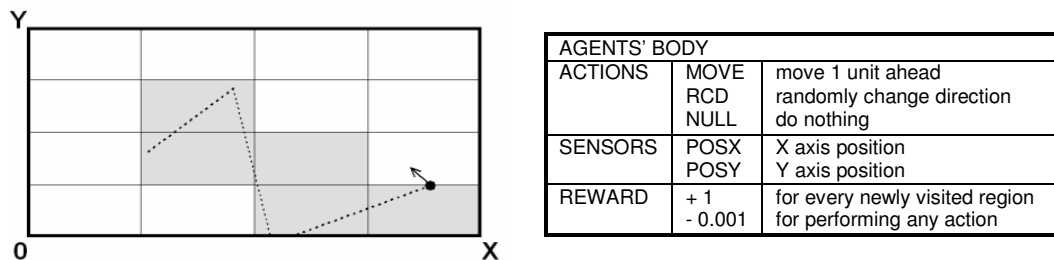 Y
0
X
AGENTS' BODY
ACTIONS MOVE move 1 unit ahead
RCD randomly change direction
NULL do nothing
SENSORS POSX X axis position
POSY Y axis position
REWARD + 1 for every newly visited region
- 0.001 for performing any action